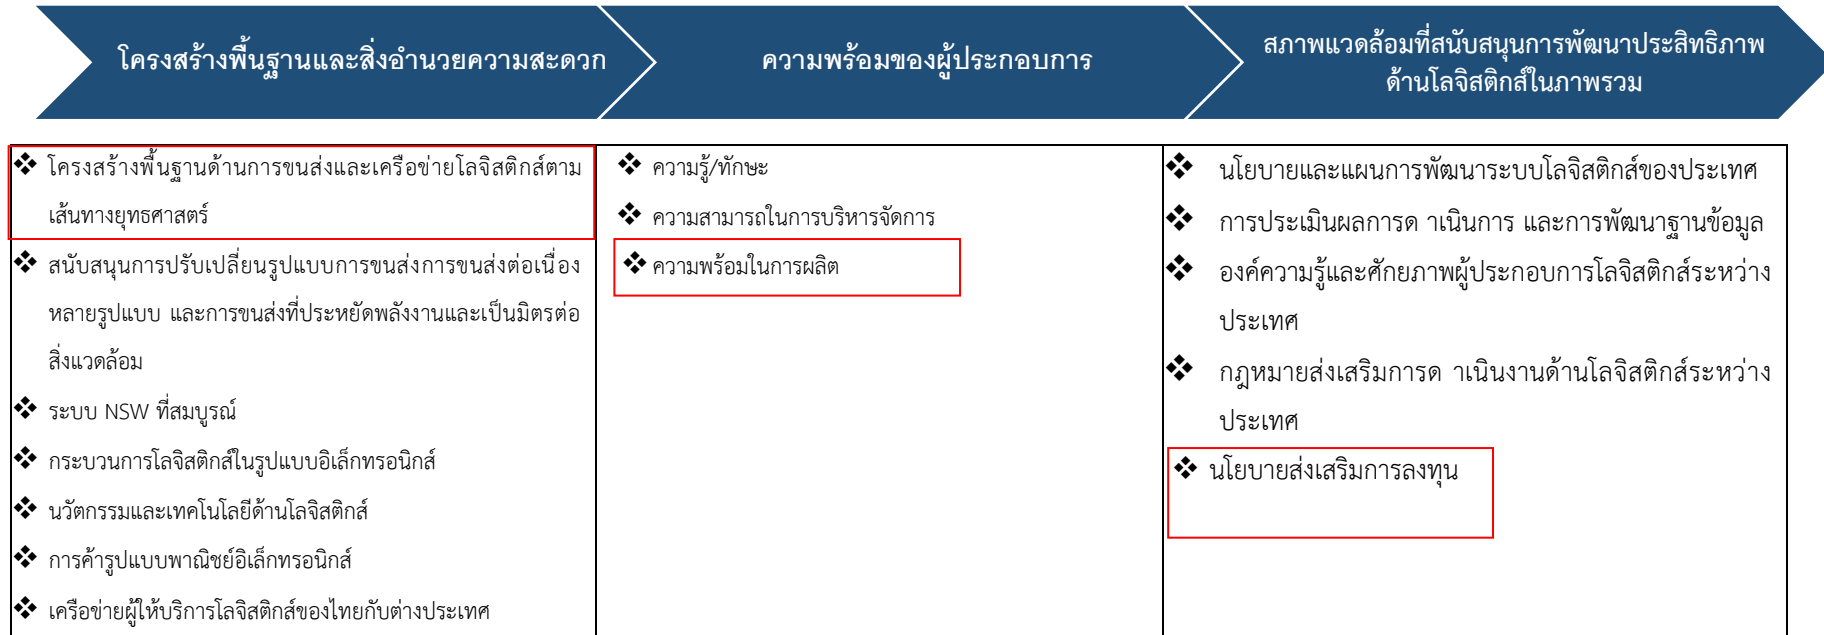 โครงสร้างพื้นฐานและสิ่งอำนวยความสะดวก
ความพร้อมของผู้ประกอบการ
สภาพแวดล้อมที่สนับสนุนการพัฒนาประสิทธิภาพ
ด้านโลจิสติกส์ในภาพรวม
❖ โครงสร้างพื้นฐานด้านการขนส่งและเครือข่ายโลจิสติกส์ตาม
เส้นทางยุทธศาสตร์
❖ สนับสนุนการปรับเปลี่ยนรูปแบบการขนส่งการขนส่งต่อเนื่อง
หลายรูปแบบ และการขนส่งที่ประหยัดพลังงานและเป็นมิตรต่อ
สิ่งแวดล้อม
❖ ระบบ NSW ที่สมบูรณ์
❖ กระบวนการโลจิสติกส์ในรูปแบบอิเล็กทรอนิกส์
❖ นวัตกรรมและเทคโนโลยีด้านโลจิสติกส์
❖ การค้ารูปแบบพาณิชย์อิเล็กทรอนิกส์
❖ เครือข่ายผู้ให้บริการโลจิสติกส์ของไทยกับต่างประเทศ
❖ ความรู้/ทักษะ
❖ ความสามารถในการบริหารจัดการ
❖ ความพร้อมในการผลิต
❖ นโยบายและแผนการพัฒนาระบบโลจิสติกส์ของประเทศ
❖ การประเมินผลการด าเนินการ และการพัฒนาฐานข้อมูล
❖ องค์ความรู้และศักยภาพผู้ประกอบการโลจิสติกส์ระหว่าง
ประเทศ
❖ กฎหมายส่งเสริมการด าเนินงานด้านโลจิสติกส์ระหว่าง
ประเทศ
❖ นโยบายส่งเสริมการลงทุน